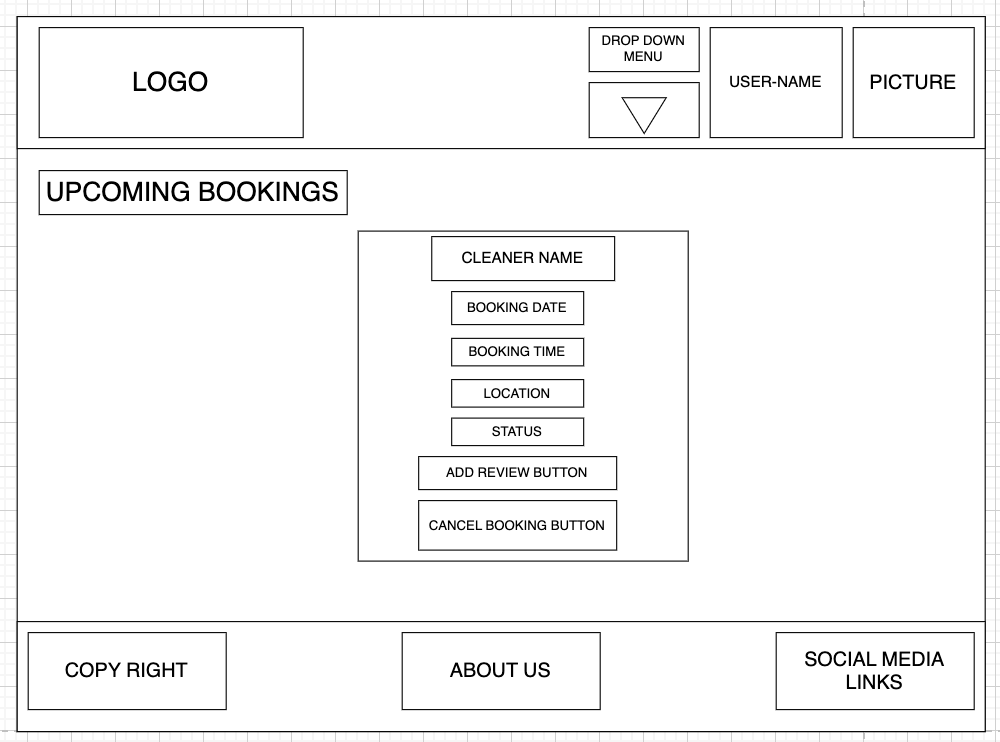 LOGO
DROP DOWN
MENU
USER-NAME
PICTURE
UPCOMING BOOKINGS
CLEANER NAME
BOOKING DATE
BOOKING TIME
LOCATION
STATUS
ADD REVIEW BUTTON
CANCEL BOOKING BUTTON
COPY RIGHT
ABOUT US
SOCIAL MEDIA
LINKS